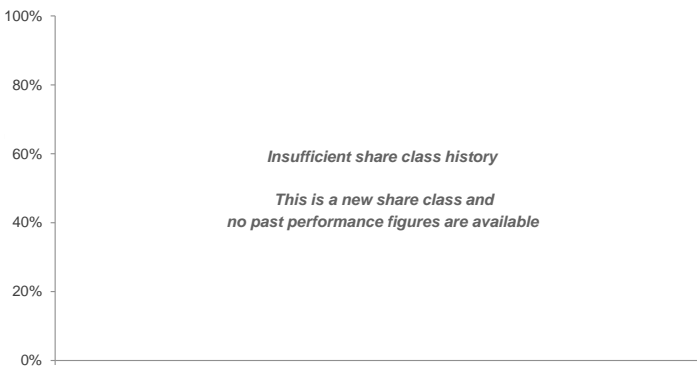 100%
80%
60%
Insufficient share class history
This is a new share class and
40%
no past performance figures are available
20%
0%